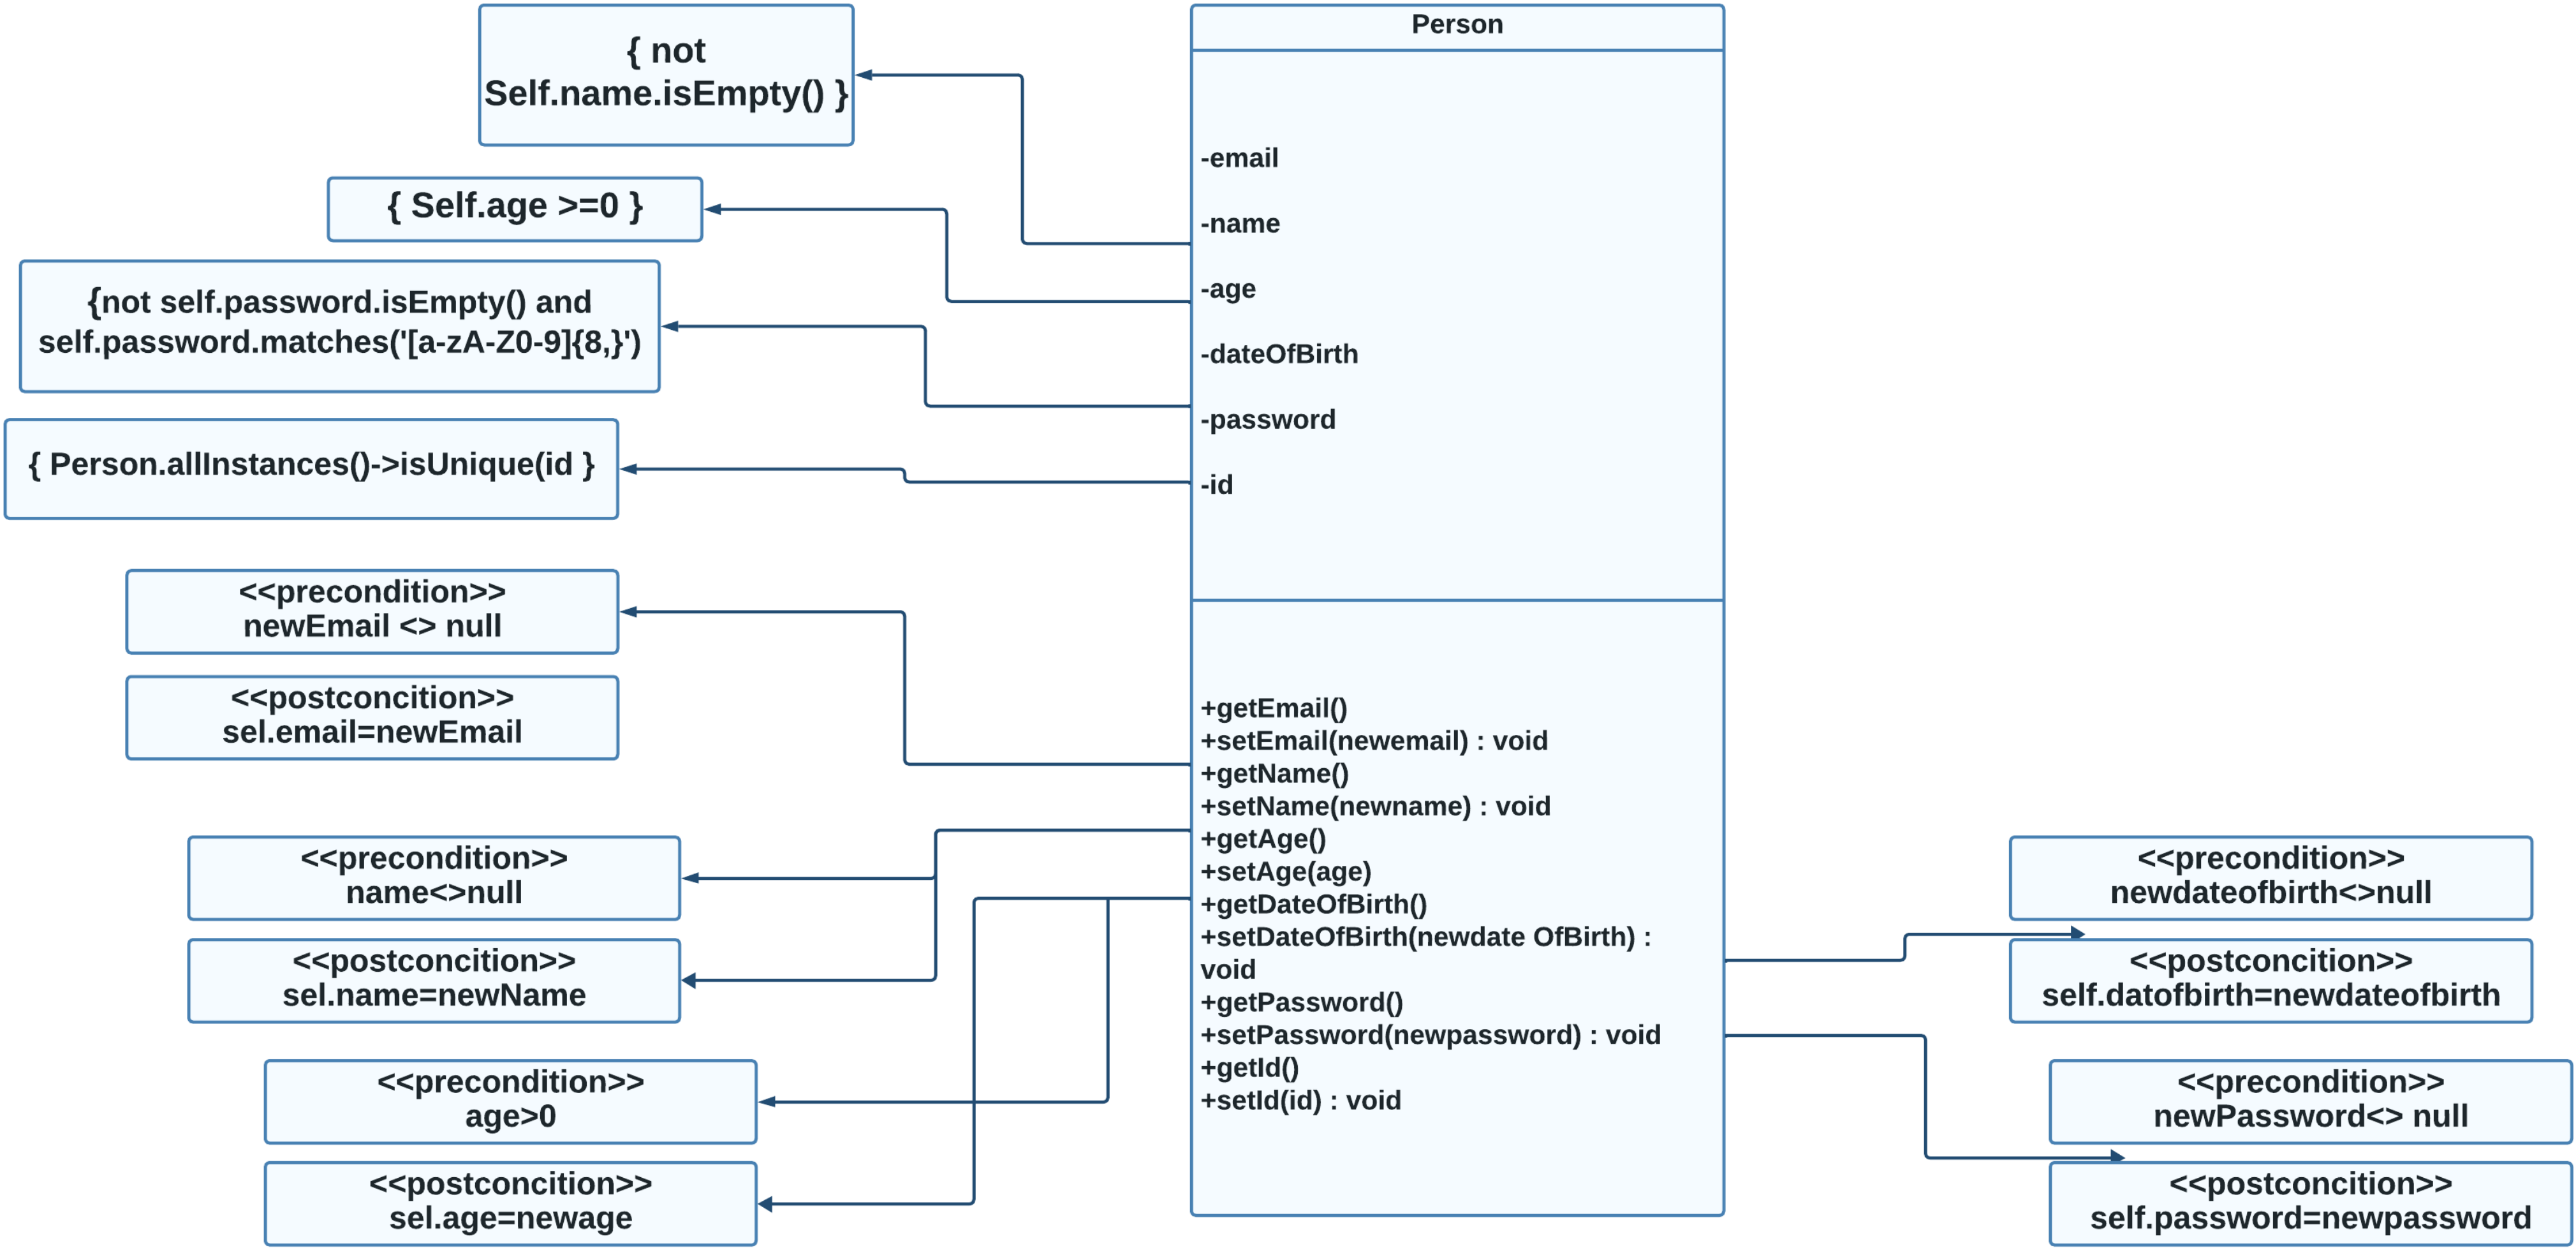 { not
Self.name.isEmpty() }
{ Self.age >=0 }
{not self.password.isEmpty() and
self.password.matches('[a-zA-Z0-9]{8,}')
{ Person.allInstances()->isUnique(id }
<<precondition>>
newEmail <> null
<<postconcition>>
sel.email=newEmail
<<precondition>>
name<>null
<<postconcition>>
sel.name=newName
<<precondition>>
age>0
<<postconcition>>
sel.age=newage
Person
-email
-name
-age
-dateOfBirth
-password
-id
+getEmail()
+setEmail(newemail) : void
+getName()
+setName(newname) : void
+getAge()
+setAge(age)
+getDateOfBirth()
+setDateOfBirth(newdate OfBirth) :
void
+getPassword()
+setPassword(newpassword) : void
+getId()
+setId(id) : void
<<precondition>>
newdateofbirth<>null
<<postconcition>>
self.datofbirth=newdateofbirth
<<precondition>>
newPassword<> null
<<postconcition>>
self.password=newpassword